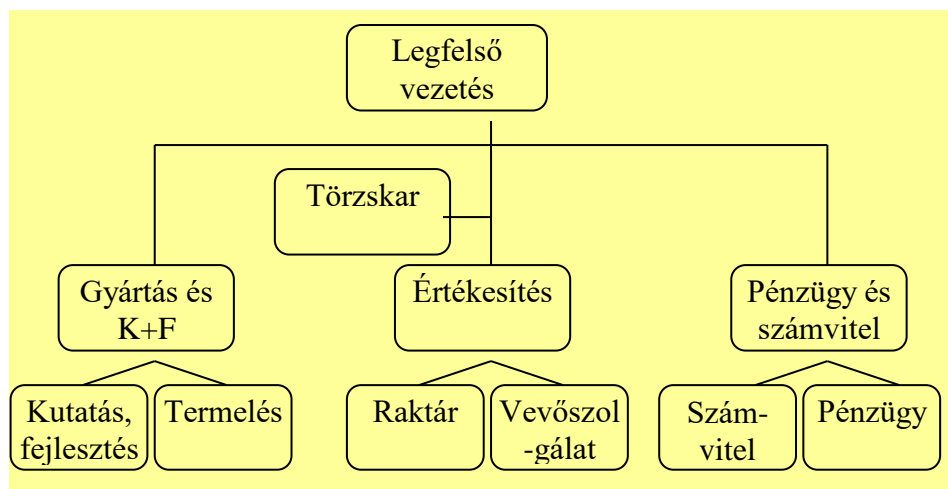 Legfelső
vezetés
Törzskar
Gyártás és
K+F
Értékesítés
Pénzügy és
számvitel
Kutatás,
fejlesztés
Termelés
Raktár
Vevőszol
-gálat
Szám-
vitel
Pénzügy